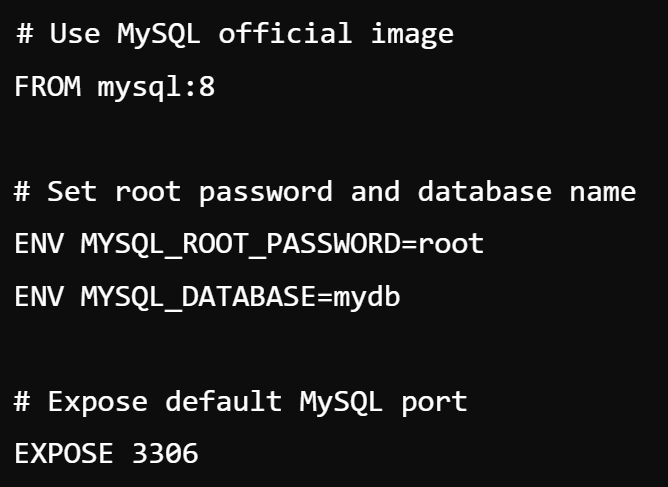 # Use MySQL official image
FROM mysql:8
# Set root password and database name
ENV MYSQL_ROOT_PASSWORD=root
ENV MYSQL_DATABASE=mydb
# Expose default MySQL port
EXPOSE 3306